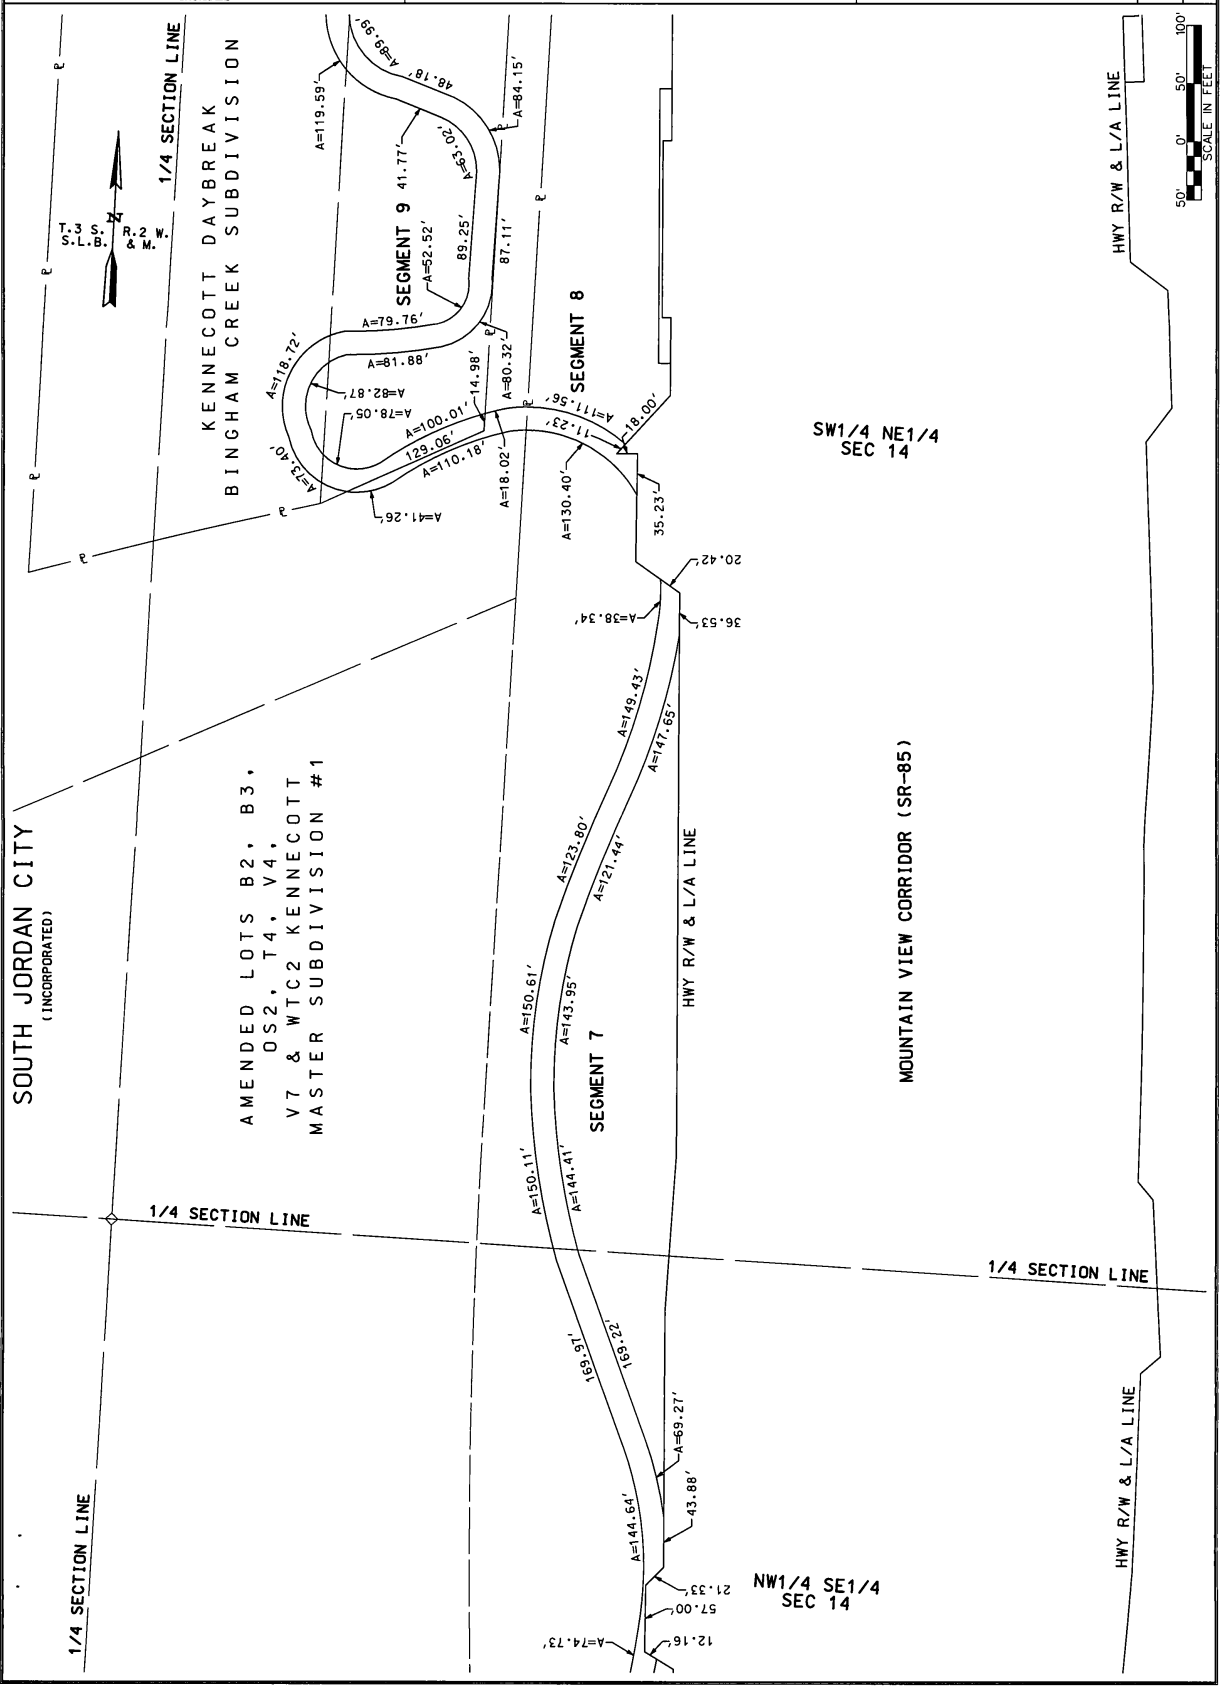 1/4 SECTION LINE
KENNECOTT DAYBREAK
BINGHAM CREEK SUBDIVISION
T.3 S. R.2 W.
S.L.B. & M.
N
A=119.59'
A=89.99'
48.18'
A=84.15'
A=63.02'
41.77'
SEGMENT 9
A=52.52'
89.25'
87.11'
A=79.76'
A=81.88'
A=80.32'
A=118.72'
A=82.87'
A=78.05'
A=100.01'
14.98'
129.06'
A=110.18'
A=18.02'
A=73.40'
A=41.26'
SEGMENT 8
A=111.56'
11.23'
18.00'
A=130.40'
35.23'
20.42'
36.53'
A=38.34'
A=149.43'
A=147.65'
A=123.80'
A=121.44'
A=150.61'
A=143.95'
SEGMENT 7
A=150.11'
A=144.41'
169.97'
169.22'
A=69.27'
43.88'
A=144.64'
21.33'
57.00'
12.16'
A=74.73'
SW1/4 NE1/4
SEC 14
NW1/4 SE1/4
SEC 14
SOUTH JORDAN CITY
(INCORPORATED)
AMENDED LOTS B2, B3,
OS2, T4, V4,
V7 & WTC2 KENNECOTT
MASTER SUBDIVISION #1
HWY R/W & L/A LINE
MOUNTAIN VIEW CORRIDOR (SR-85)
HWY R/W & L/A LINE
HWY R/W & L/A LINE
1/4 SECTION LINE
1/4 SECTION LINE
1/4 SECTION LINE
50' 0' 50' 100'
SCALE IN FEET